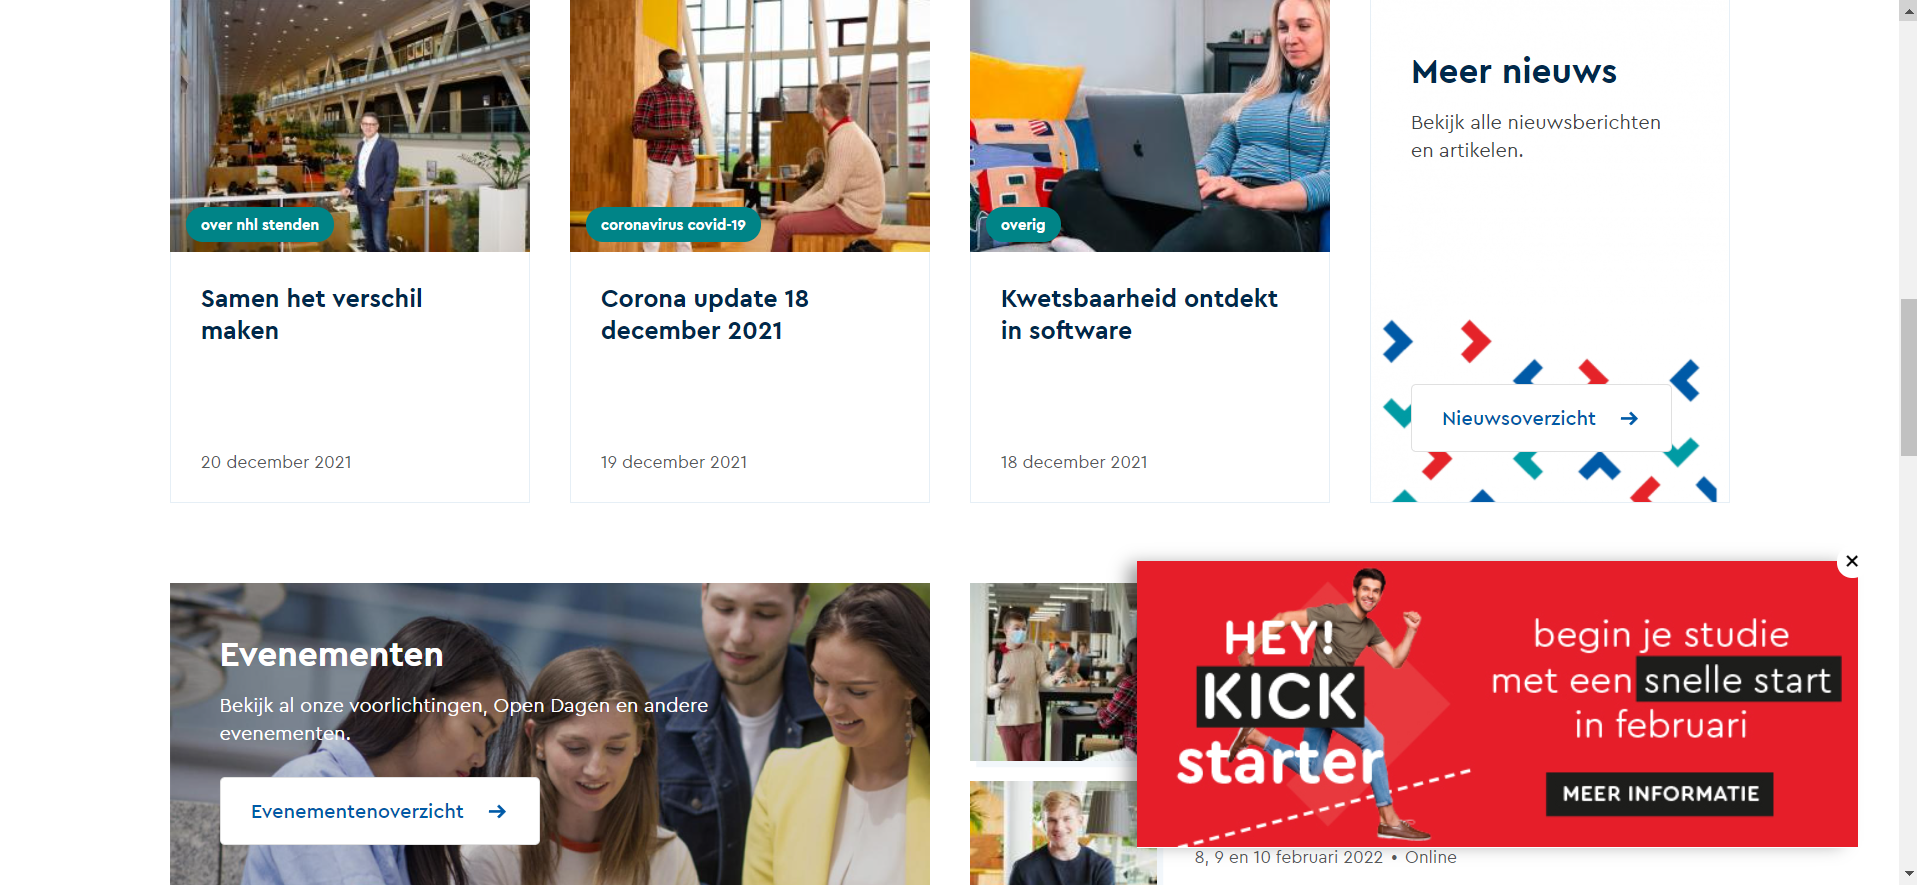 over nhl stenden
Samen het verschil
maken
20 december 2021
coronavirus covid-19
Corona update 18
december 2021
19 december 2021
overig
Kwetsbaarheid ontdekt
in software
18 december 2021
Meer nieuws
Bekijk alle nieuwsberichten
en artikelen.
Nieuwsoverzicht
Evenementen
Bekijk al onze voorlichtingen, Open Dagen en andere
evenementen.
Evenementenoverzicht
HEY!
KICK
starter
begin je studie
met een snelle start
in februari
MEER INFORMATIE
8, 9 en 10 februari 2022 • Online